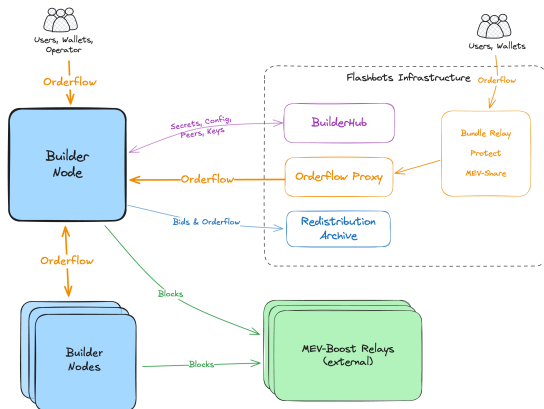 Users, Wallets,
Operator
Users, Wallets
Orderflow
Flashbots Infrastructure
Orderflow
Builder
Node
Secrets, Config,
Peers, Keys
BuilderHub
Bundle Relay
Protect
MEV-Share
Orderflow
Orderflow Proxy
Bids & Orderflow
Redistribution
Archive
Orderflow
Blocks
Builder
Nodes
Blocks
MEV-Boost Relays
(external)